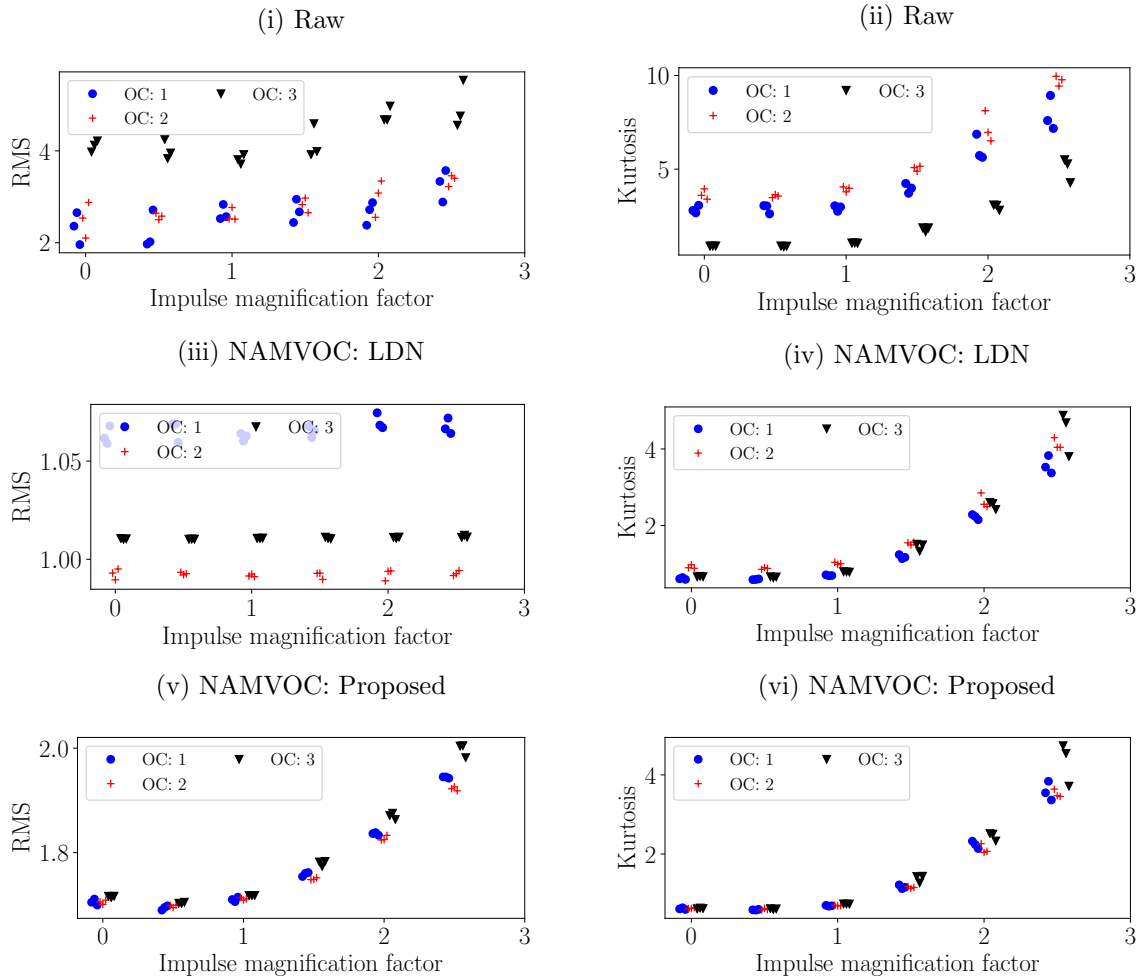 (i) Raw
RMS
4
2
OC: 1
OC: 2
OC: 3
0
1
2
3
Impulse magnification factor
(ii) Raw
Kurtosis
10
5
OC: 1
OC: 2
OC: 3
0
1
2
3
Impulse magnification factor
(iii) NAMVOC: LDN
RMS
1.05
1.00
OC: 1
OC: 2
OC: 3
0
1
2
3
Impulse magnification factor
(iv) NAMVOC: LDN
Kurtosis
4
2
OC: 1
OC: 2
OC: 3
0
1
2
3
Impulse magnification factor
(v) NAMVOC: Proposed
RMS
2.0
1.8
OC: 1
OC: 2
OC: 3
0
1
2
3
Impulse magnification factor
(vi) NAMVOC: Proposed
Kurtosis
4
2
OC: 1
OC: 2
OC: 3
0
1
2
3
Impulse magnification factor